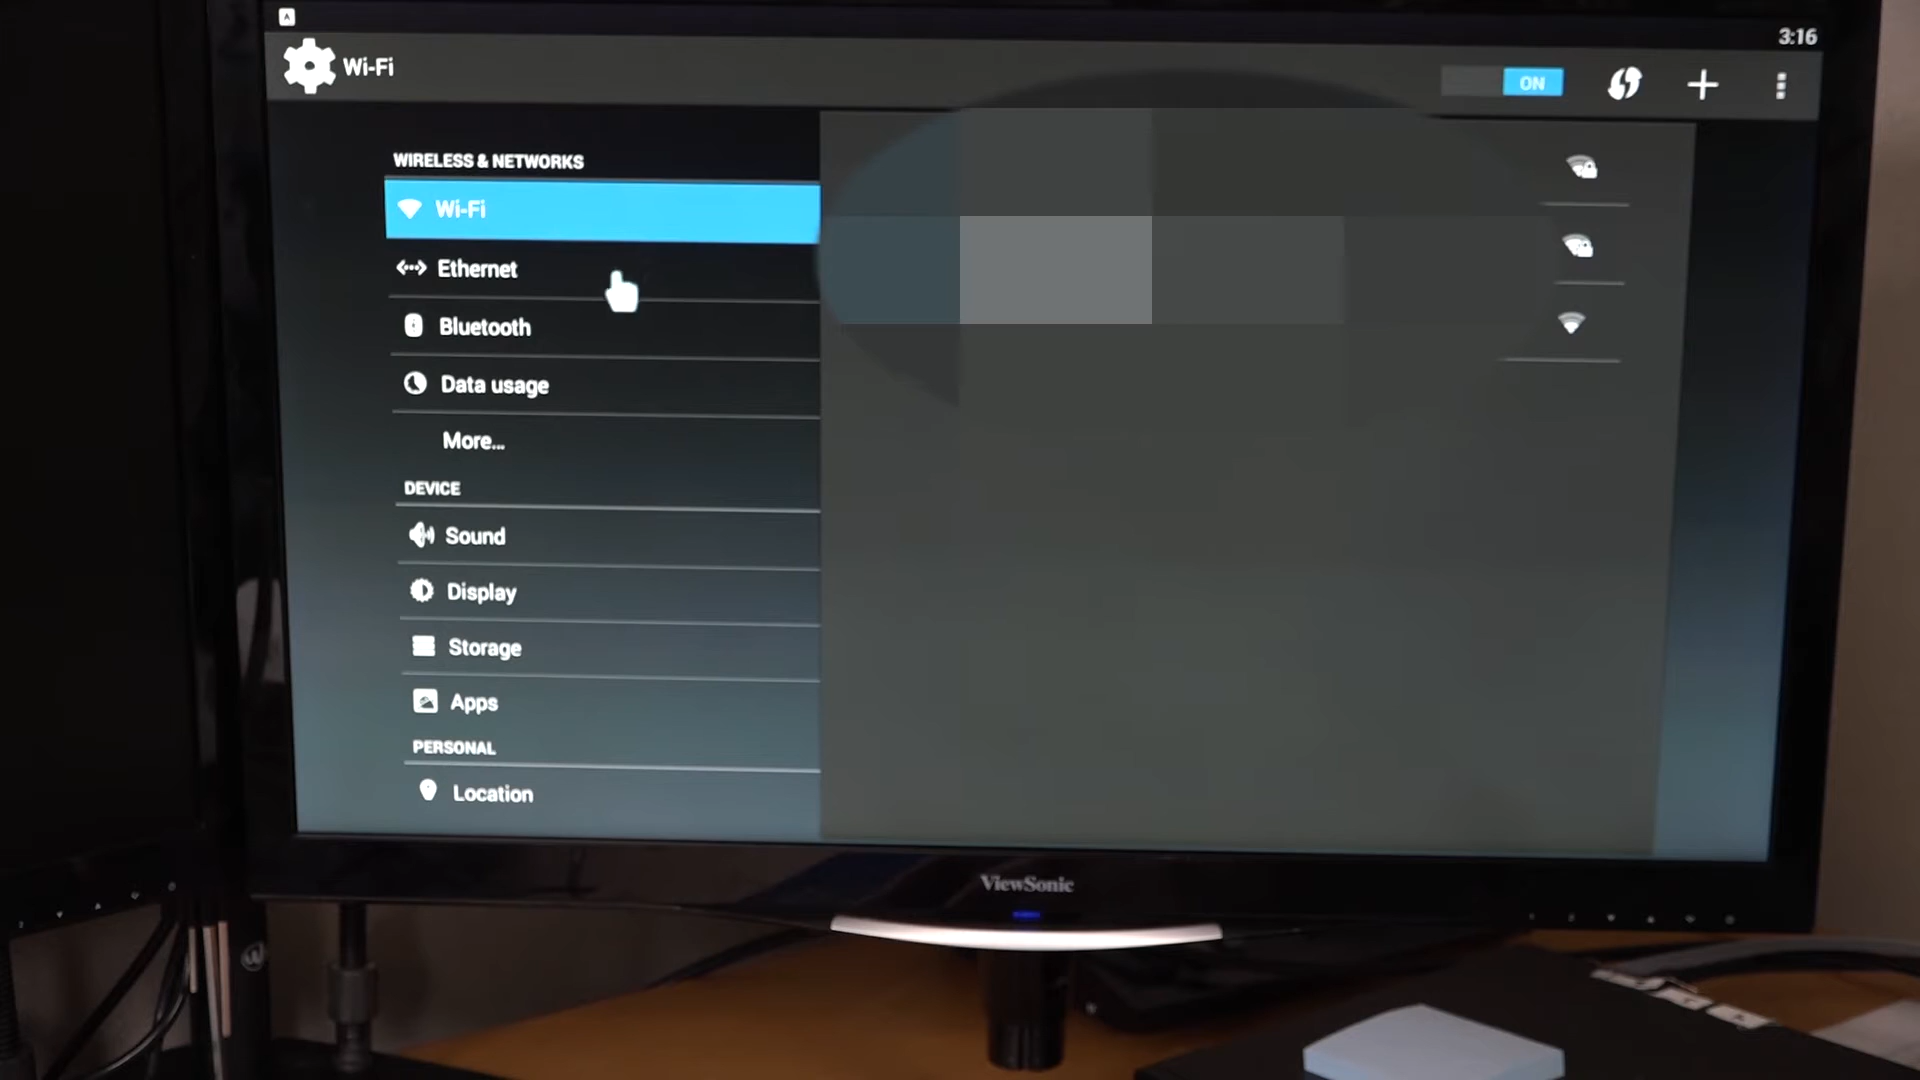 3:16
Wi-Fi
ON
WIRELESS & NETWORKS
Wi-Fi
Ethernet
Bluetooth
Data usage
More...
DEVICE
Sound
Display
Storage
Apps
PERSONAL
Location
ViewSonic